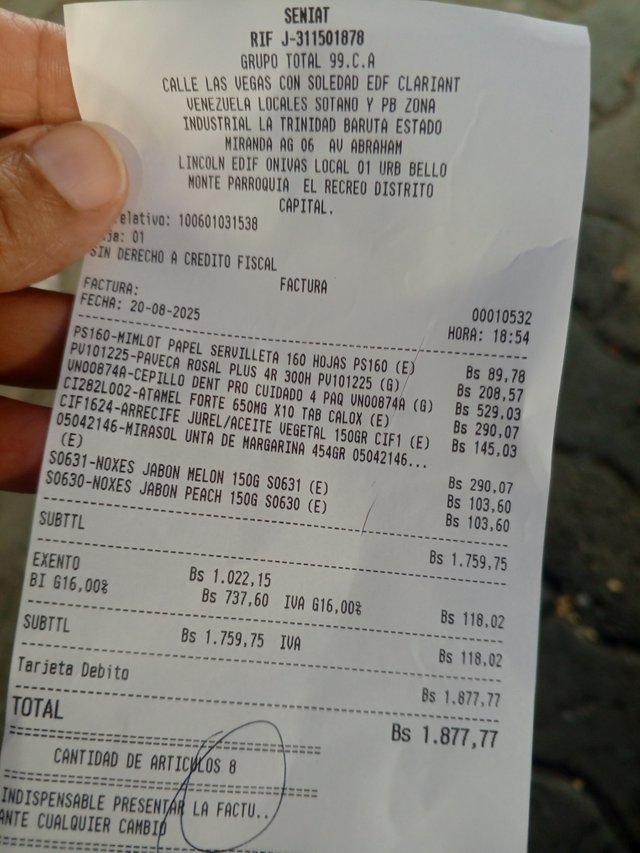 SENIAT
RIF J-311501878
GRUPO TOTAL 99.C.A
CALLE LAS VEGAS CON SOLEDAD EDF CLARIANT
VENEZUELA LOCALES SOTANO Y PB ZONA
INDUSTRIAL LA TRINIDAD BARUTA ESTADO
MIRANDA AG 06 AV ABRAHAM
LINCOLN EDIF ONIVAS LOCAL 01 URB BELLO
MONTE PARROQUIA EL RECREO DISTRITO
CAPITAL.
elativo: 100601031538
ja: 01
SIN DERECHO A CREDITO FISCAL
FACTURA
FACTURA: 00010532
FECHA: 20-08-2025 HORA: 18:54
PS160-MIMLOT PAPEL SERVILLETA 160 HOJAS PS160 (E) Bs 89,78
PV101225-PAVECA ROSAL PLUS 4R 300H PV101225 (G) Bs 208,57
VN00874A-CEPILLO DENT PRO CUIDADO 4 PAQ VN00874A (G) Bs 529,03
CI282L002-ATAMEL FORTE 650MG X10 TAB CALOX (E) Bs 290,07
CIF1624-ARRECIFE JUREL/ACEITE VEGETAL 150GR CIF1 (E) Bs 145,03
05042146-MIRASOL UNTA DE MARGARINA 454GR 05042146...
(E) Bs 290,07
S0631-NOXES JABON MELON 150G S0631 (E) Bs 103,60
S0630-NOXES JABON PEACH 150G S0630 (E) Bs 103,60
SUBTTL Bs 1.759,75
EXENTO Bs 1.022,15
BI G16,00% Bs 737,60 IVA G16,00% Bs 118,02
SUBTTL Bs 1.759,75 IVA Bs 118,02
Tarjeta Debito Bs 1.877,77
TOTAL Bs 1.877,77
CANTIDAD DE ARTICULOS 8
INDISPENSABLE PRESENTAR LA FACTU..
ANTE CUALQUIER CAMBIO